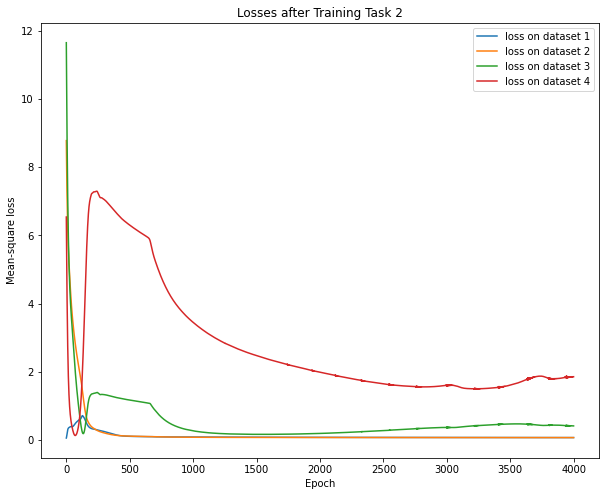 Losses after Training Task 2
loss on dataset 1
loss on dataset 2
loss on dataset 3
loss on dataset 4
Mean-square loss
12
10
8
6
4
2
0
0 500 1000 1500 2000 2500 3000 3500 4000
Epoch